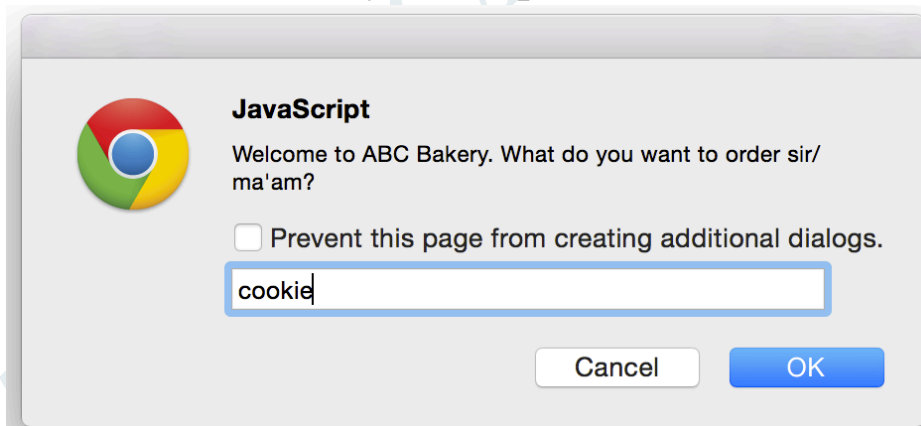 JavaScript
Welcome to ABC Bakery. What do you want to order sir/
ma'am?
Prevent this page from creating additional dialogs.
cookie
Cancel
OK